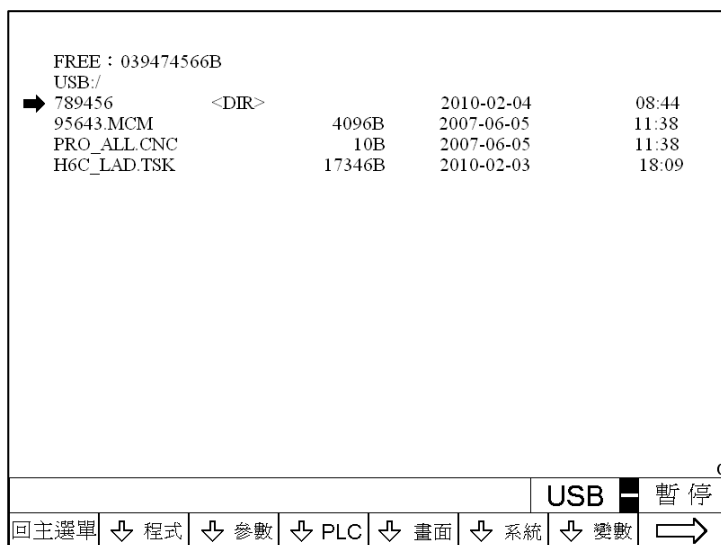 FREE：039474566B
USB:/
789456 <DIR> 2010-02-04 08:44
95643.MCM 4096B 2007-06-05 11:38
PRO_ALL.CNC 10B 2007-06-05 11:38
H6C_LAD.TSK 17346B 2010-02-03 18:09
USB 暫停
回主選單 程式 參數 PLC 畫面 系統 變數